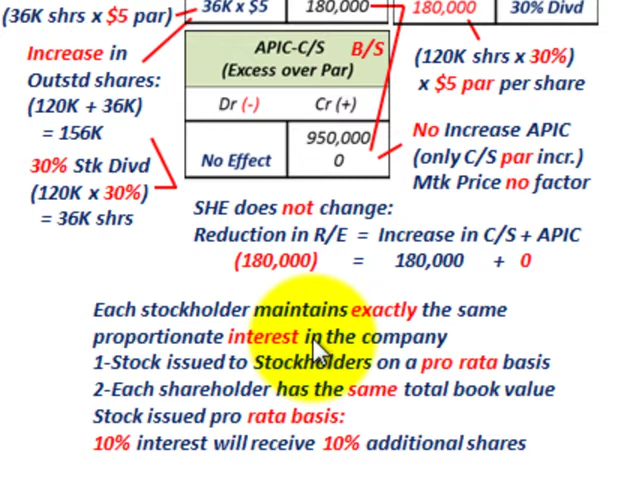 (36K shrs x $5 par)
36K x $5
180,000
180,000
30% Divd
Increase in
Outstd shares:
(120K + 36K)
= 156K
30% Stk Divd
(120K x 30%)
= 36K shrs
APIC-C/S B/S
(Excess over Par)
Dr (-)
Cr (+)
950,000
No Effect
0
(120K shrs x 30%)
x $5 par per share
No Increase APIC
(only C/S par incr.)
Mtk Price no factor
SHE does not change:
Reduction in R/E = Increase in C/S + APIC
(180,000) = 180,000 + 0
Each stockholder maintains exactly the same
proportionate interest in the company
1-Stock issued to Stockholders on a pro rata basis
2-Each shareholder has the same total book value
Stock issued pro rata basis:
10% interest will receive 10% additional shares